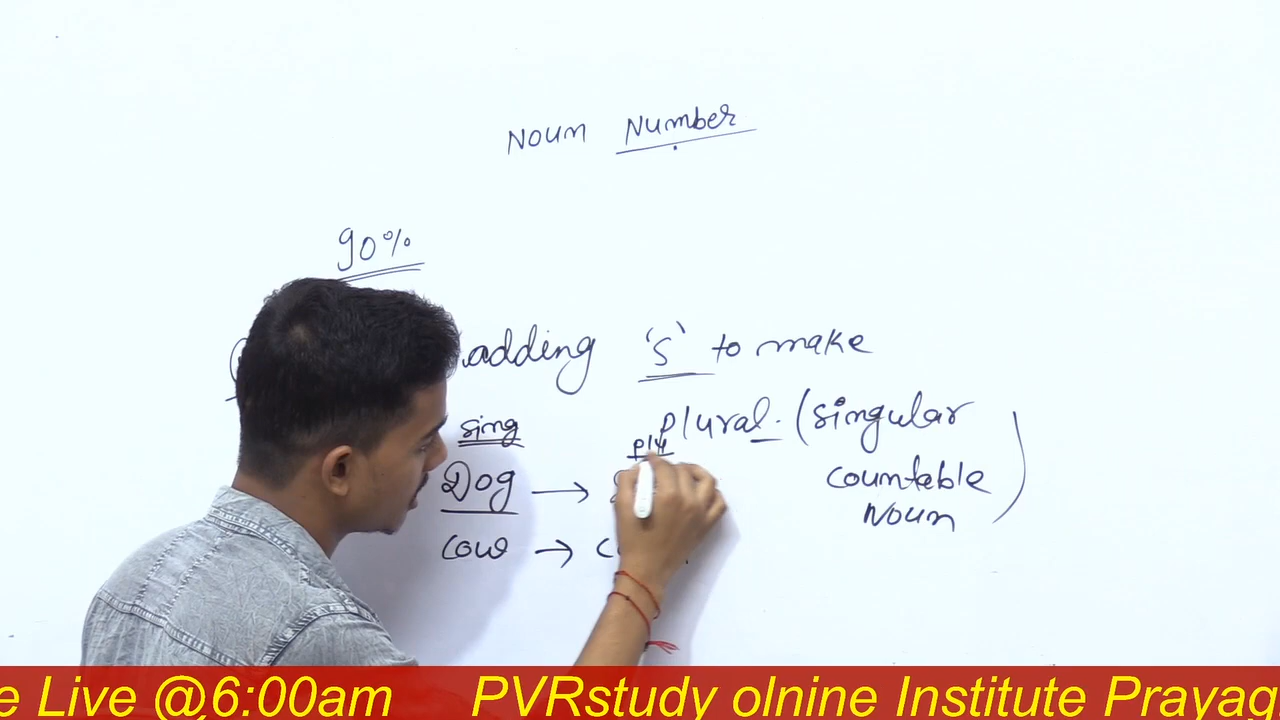 Noun Number
90%
adding 's' to make
plural. (singular
countable
Noun
sing
plu
Dog →
cow →
e Live @6:00am PVRstudy olnine Institute Prayag